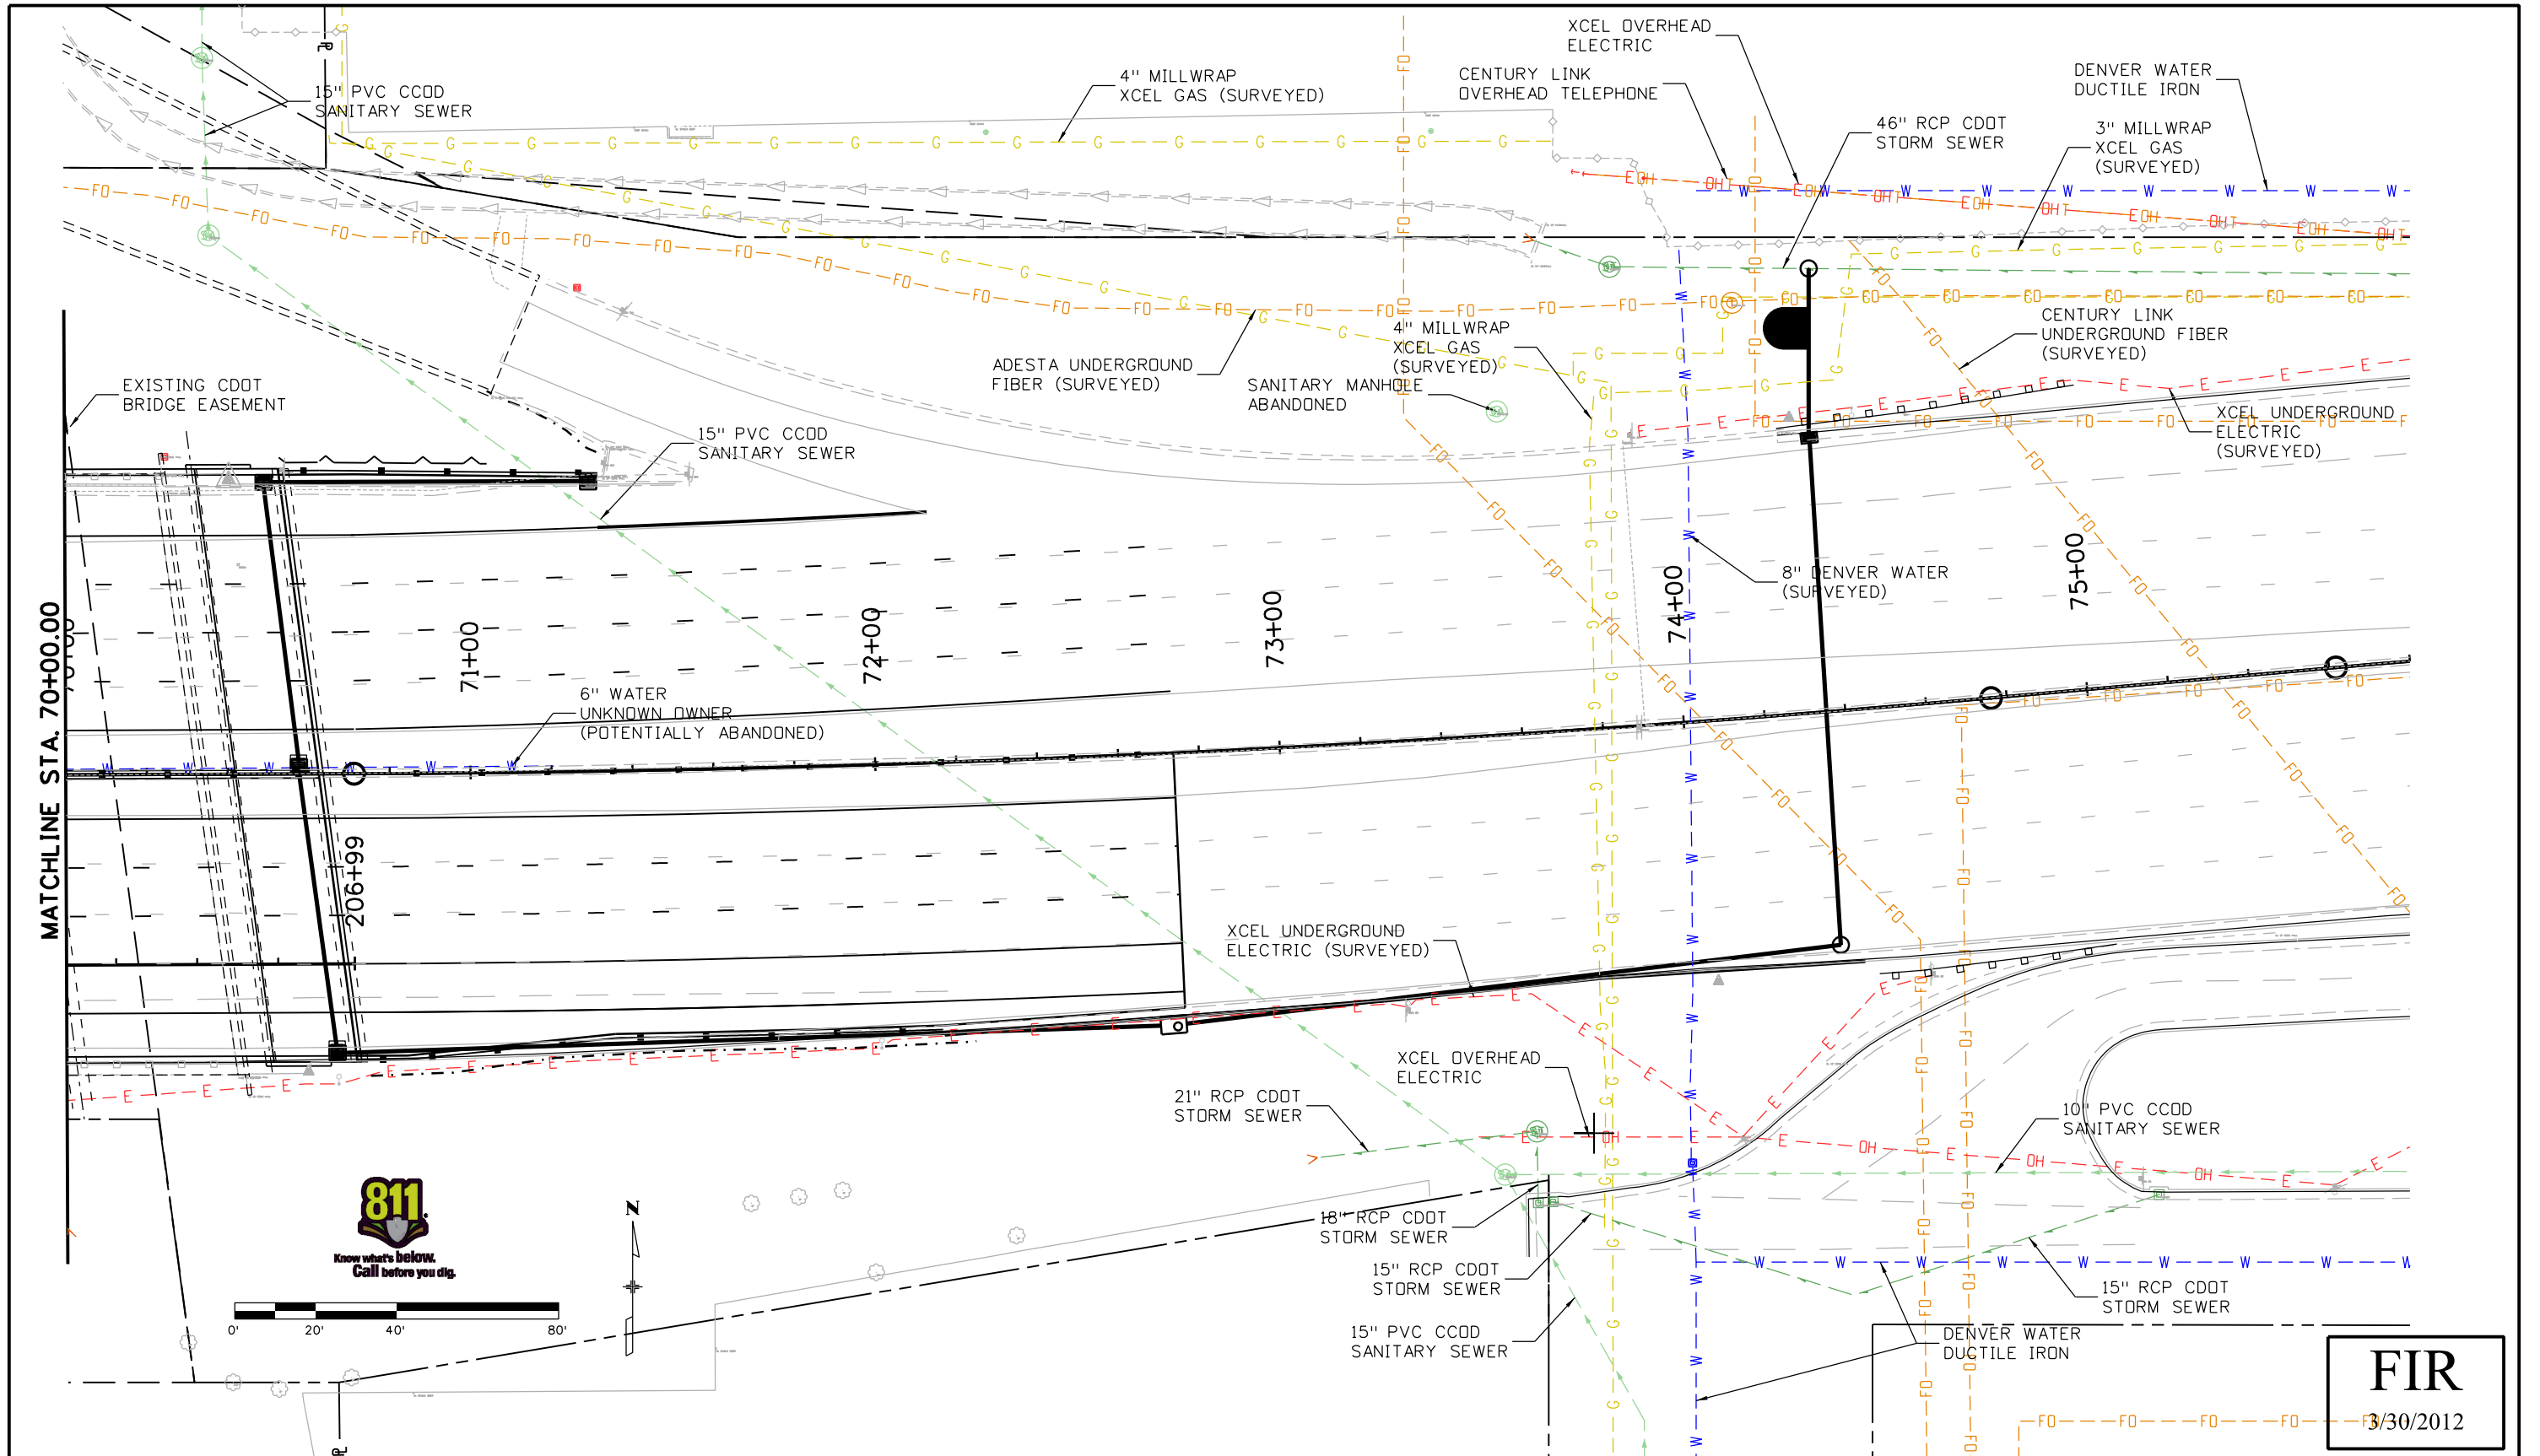 XCEL OVERHEAD
ELECTRIC
CENTURY LINK
OVERHEAD TELEPHONE
DENVER WATER
DUCTILE IRON
4" MILLWRAP
XCEL GAS (SURVEYED)
15" PVC CCOD
SANITARY SEWER
46" RCP CDOT
STORM SEWER
3" MILLWRAP
XCEL GAS
(SURVEYED)
CENTURY LINK
UNDERGROUND FIBER
(SURVEYED)
4" MILLWRAP
XCEL GAS
(SURVEYED)
ADESTA UNDERGROUND
FIBER (SURVEYED)
SANITARY MANHOLE
ABANDONED
EXISTING CDOT
BRIDGE EASEMENT
15" PVC CCOD
SANITARY SEWER
XCEL UNDERGROUND
ELECTRIC
(SURVEYED)
8" DENVER WATER
(SURVEYED)
MATCHLINE STA. 70+00.00
71+00
72+00
73+00
74+00
75+00
6" WATER
UNKNOWN OWNER
(POTENTIALLY ABANDONED)
206+99
XCEL UNDERGROUND
ELECTRIC (SURVEYED)
XCEL OVERHEAD
ELECTRIC
21" RCP CDOT
STORM SEWER
10" PVC CCOD
SANITARY SEWER
811
Know what's below.
Call before you dig.
N
0' 20' 40' 80'
18" RCP CDOT
STORM SEWER
15" RCP CDOT
STORM SEWER
15" RCP CDOT
STORM SEWER
15" PVC CCOD
SANITARY SEWER
DENVER WATER
DUCTILE IRON
FIR
3/30/2012